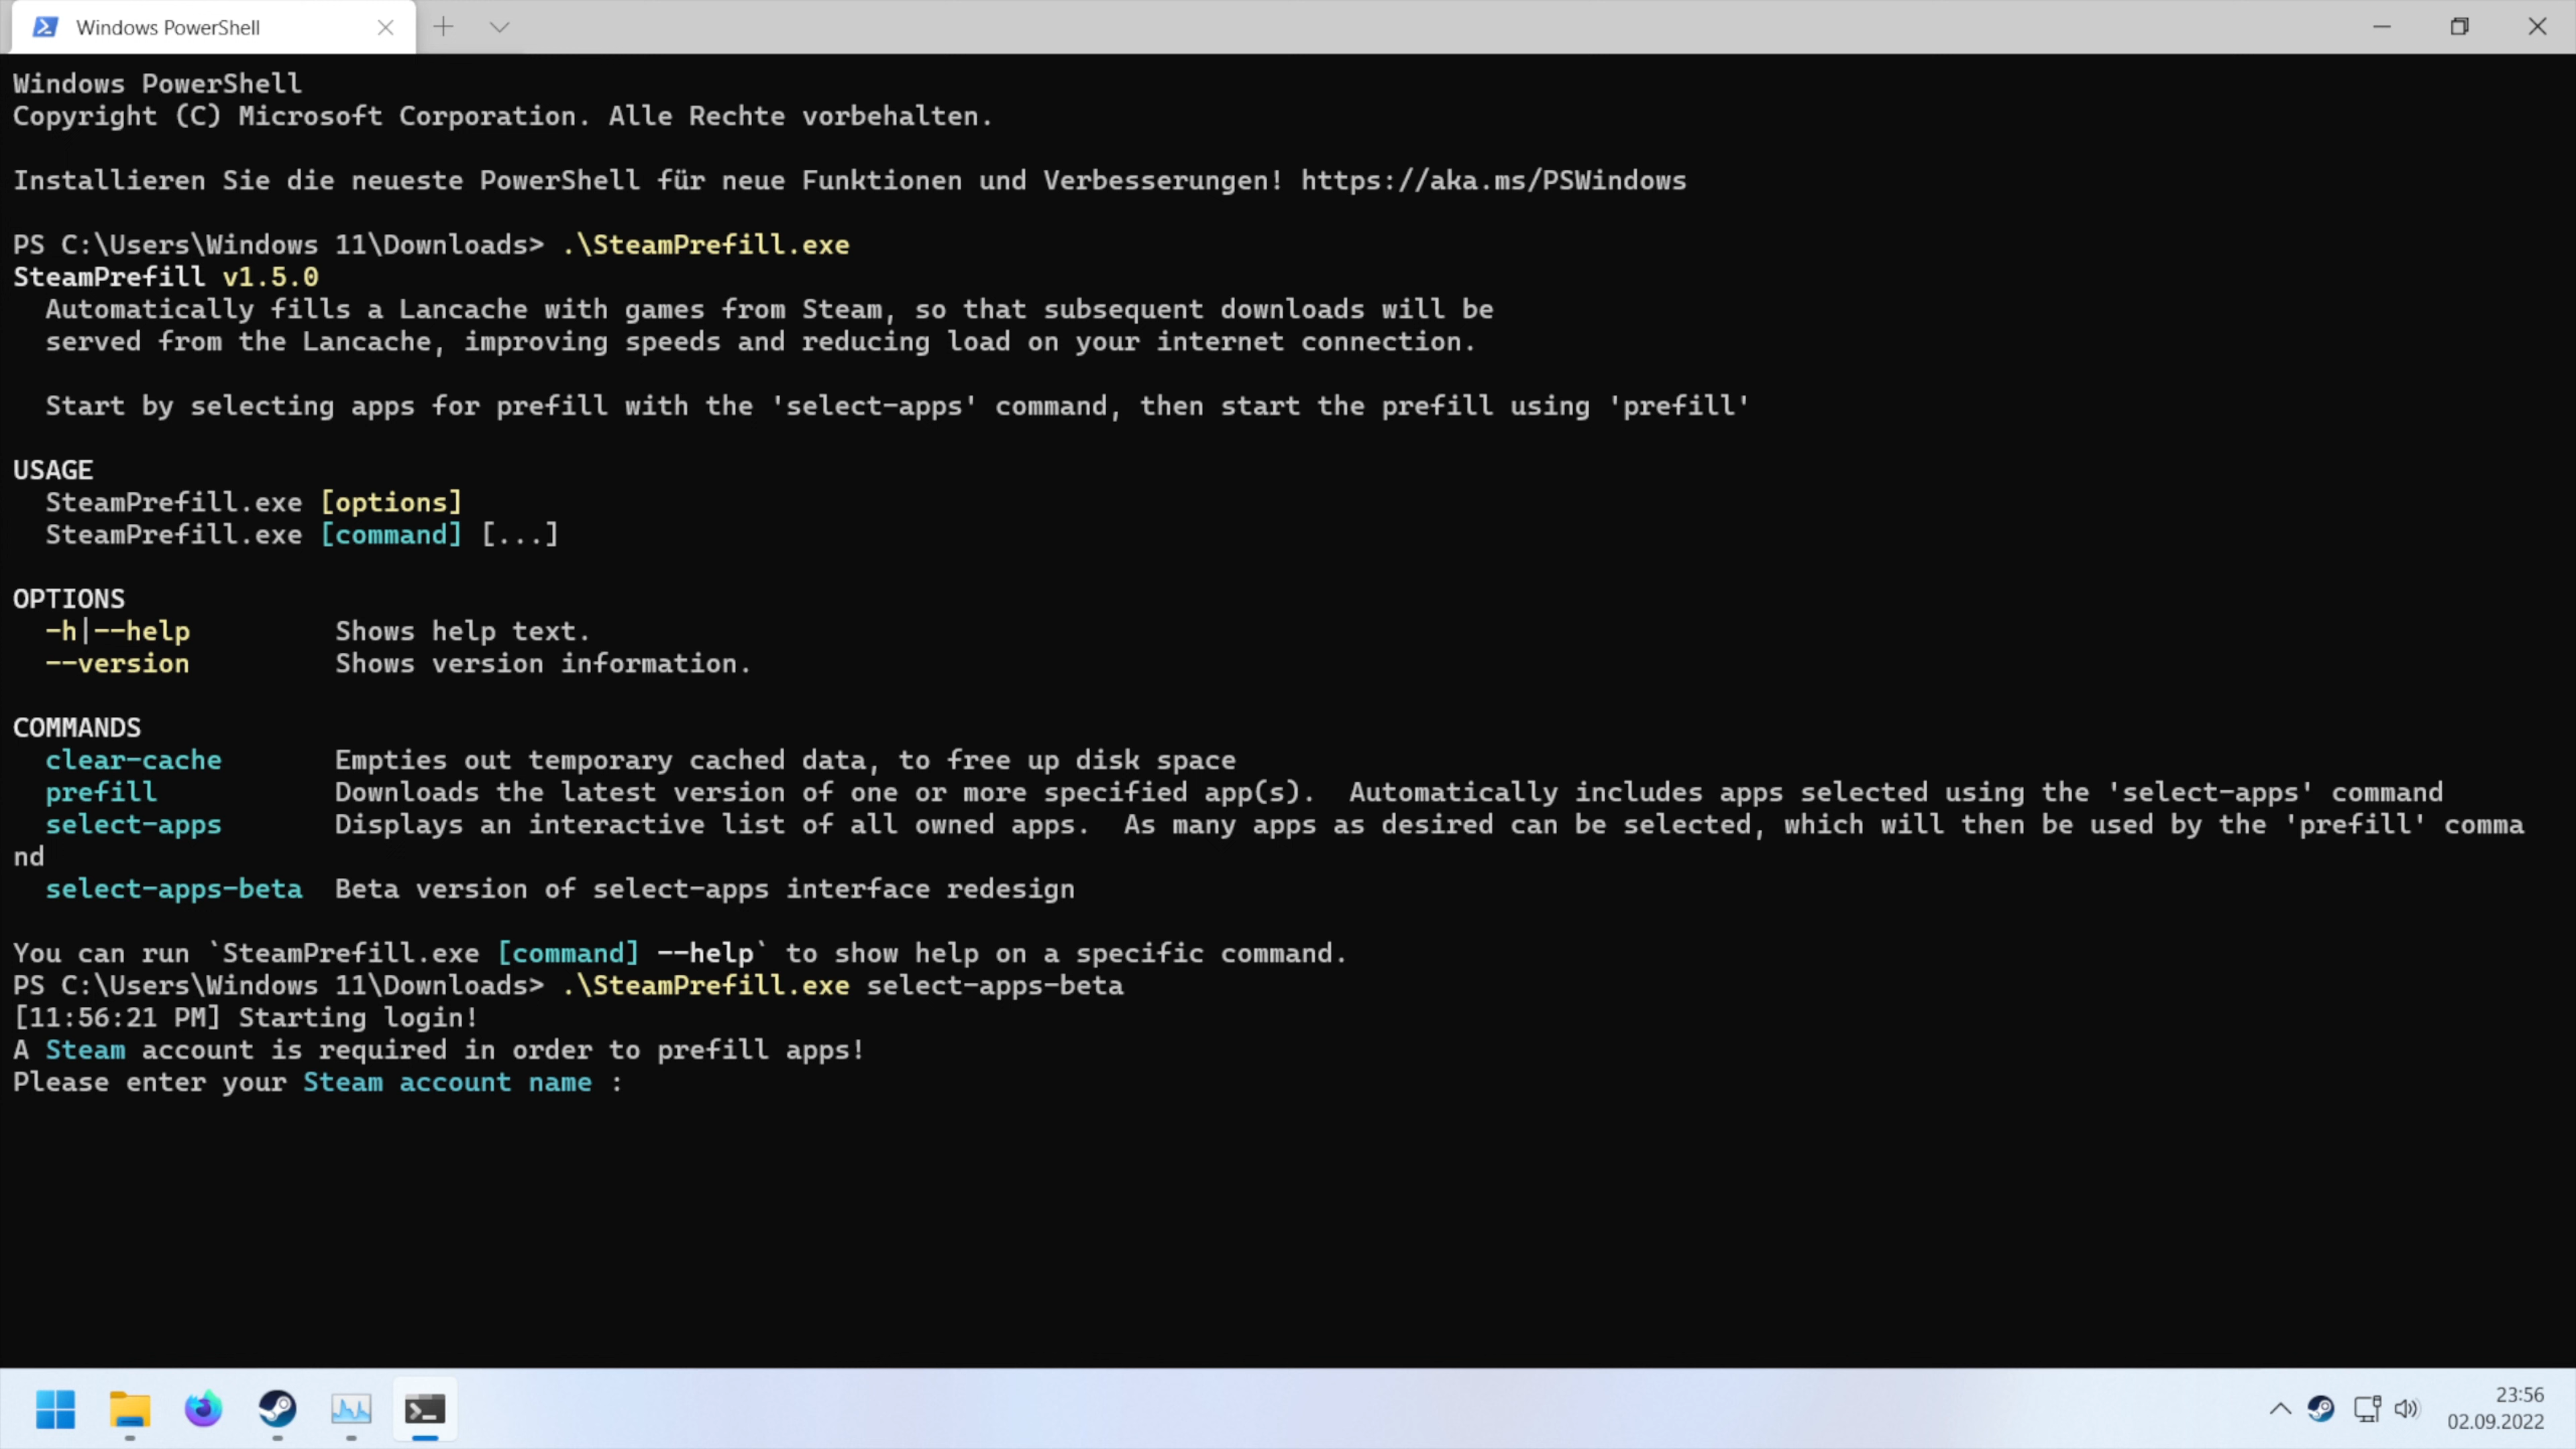 Windows PowerShell
Windows PowerShell
Copyright (C) Microsoft Corporation. Alle Rechte vorbehalten.
Installieren Sie die neueste PowerShell für neue Funktionen und Verbesserungen! https://aka.ms/PSWindows
PS C:\Users\Windows 11\Downloads> .\SteamPrefill.exe
SteamPrefill v1.5.0
Automatically fills a Lancache with games from Steam, so that subsequent downloads will be
served from the Lancache, improving speeds and reducing load on your internet connection.
Start by selecting apps for prefill with the 'select-apps' command, then start the prefill using 'prefill'
USAGE
SteamPrefill.exe [options]
SteamPrefill.exe [command] [...]
OPTIONS
-h|--help Shows help text.
--version Shows version information.
COMMANDS
clear-cache Empties out temporary cached data, to free up disk space
prefill Downloads the latest version of one or more specified app(s).  Automatically includes apps selected using the 'select-apps' command
select-apps Displays an interactive list of all owned apps.  As many apps as desired can be selected, which will then be used by the 'prefill' comma
nd
select-apps-beta Beta version of select-apps interface redesign
You can run `SteamPrefill.exe [command] --help` to show help on a specific command.
PS C:\Users\Windows 11\Downloads> .\SteamPrefill.exe select-apps-beta
[11:56:21 PM] Starting login!
A Steam account is required in order to prefill apps!
Please enter your Steam account name :
23:56
02.09.2022